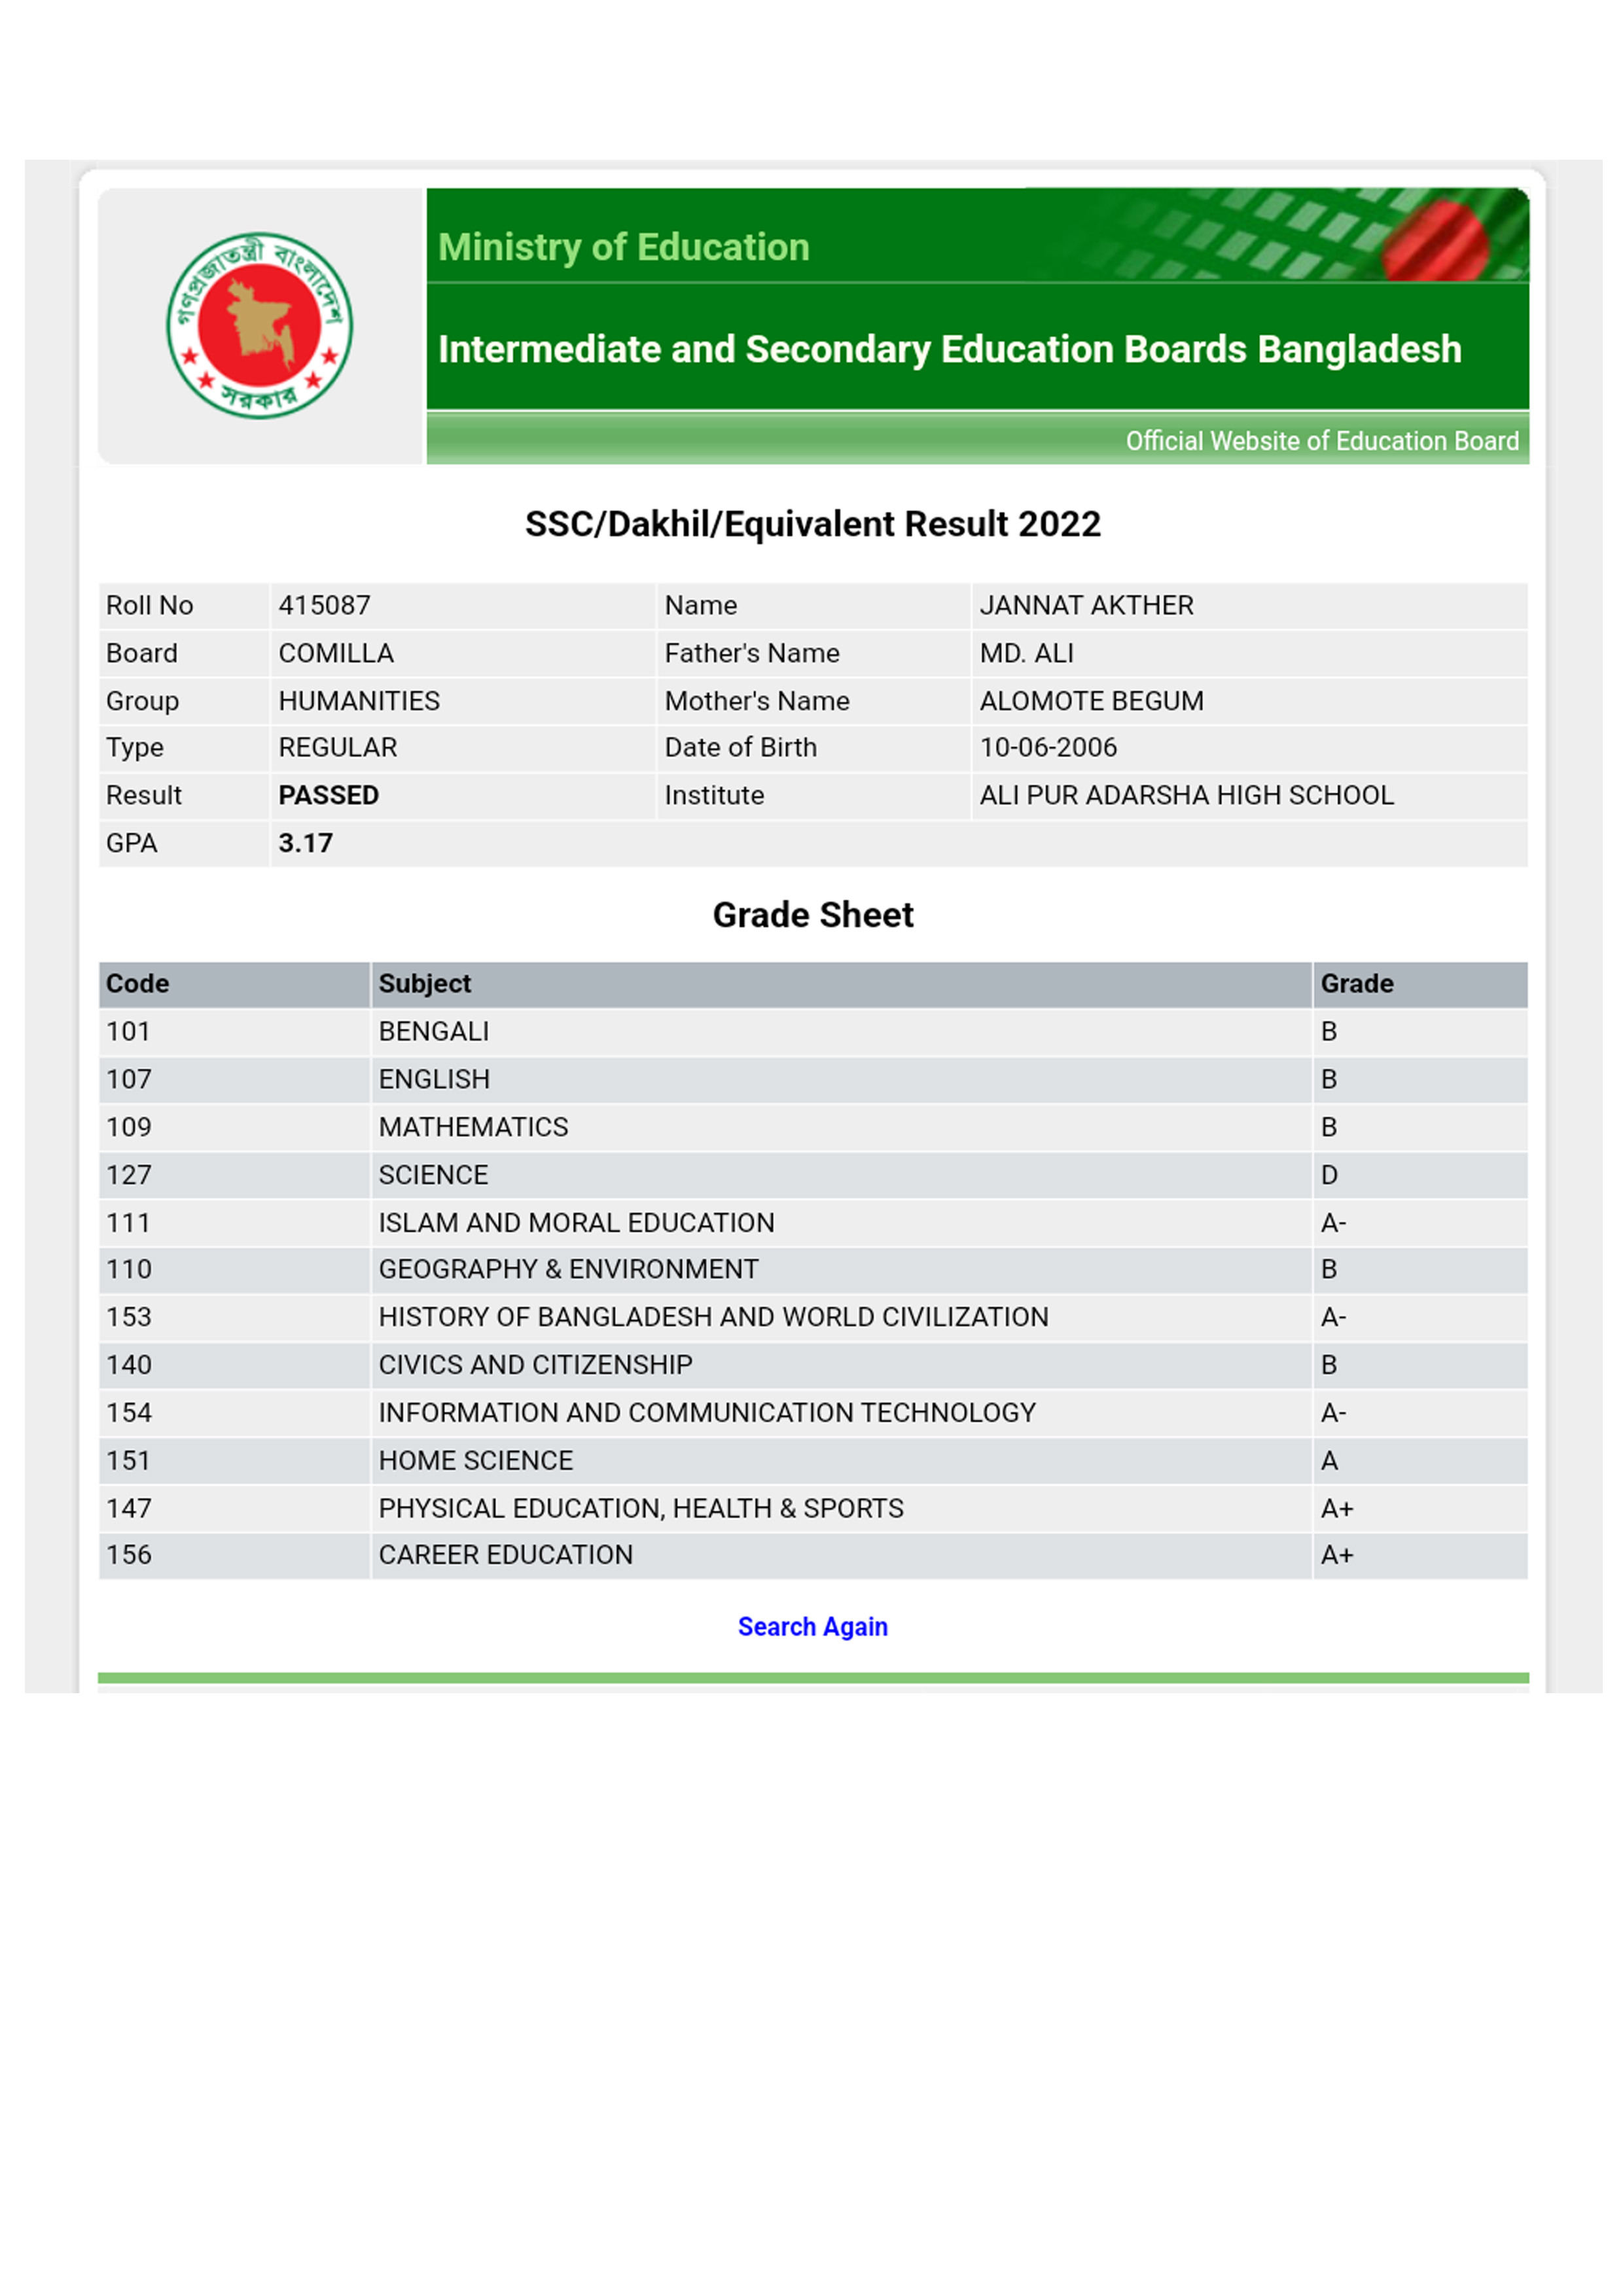 গণপ্রজাতন্ত্রী বাংলাদেশ
সরকার
Ministry of Education
Intermediate and Secondary Education Boards Bangladesh
Official Website of Education Board
SSC/Dakhil/Equivalent Result 2022
Roll No 415087 Name JANNAT AKTHER
Board COMILLA Father's Name MD. ALI
Group HUMANITIES Mother's Name ALOMOTE BEGUM
Type REGULAR Date of Birth 10-06-2006
Result PASSED Institute ALI PUR ADARSHA HIGH SCHOOL
GPA 3.17
Grade Sheet
Code Subject Grade
101 BENGALI B
107 ENGLISH B
109 MATHEMATICS B
127 SCIENCE D
111 ISLAM AND MORAL EDUCATION A-
110 GEOGRAPHY & ENVIRONMENT B
153 HISTORY OF BANGLADESH AND WORLD CIVILIZATION A-
140 CIVICS AND CITIZENSHIP B
154 INFORMATION AND COMMUNICATION TECHNOLOGY A-
151 HOME SCIENCE A
147 PHYSICAL EDUCATION, HEALTH & SPORTS A+
156 CAREER EDUCATION A+
Search Again